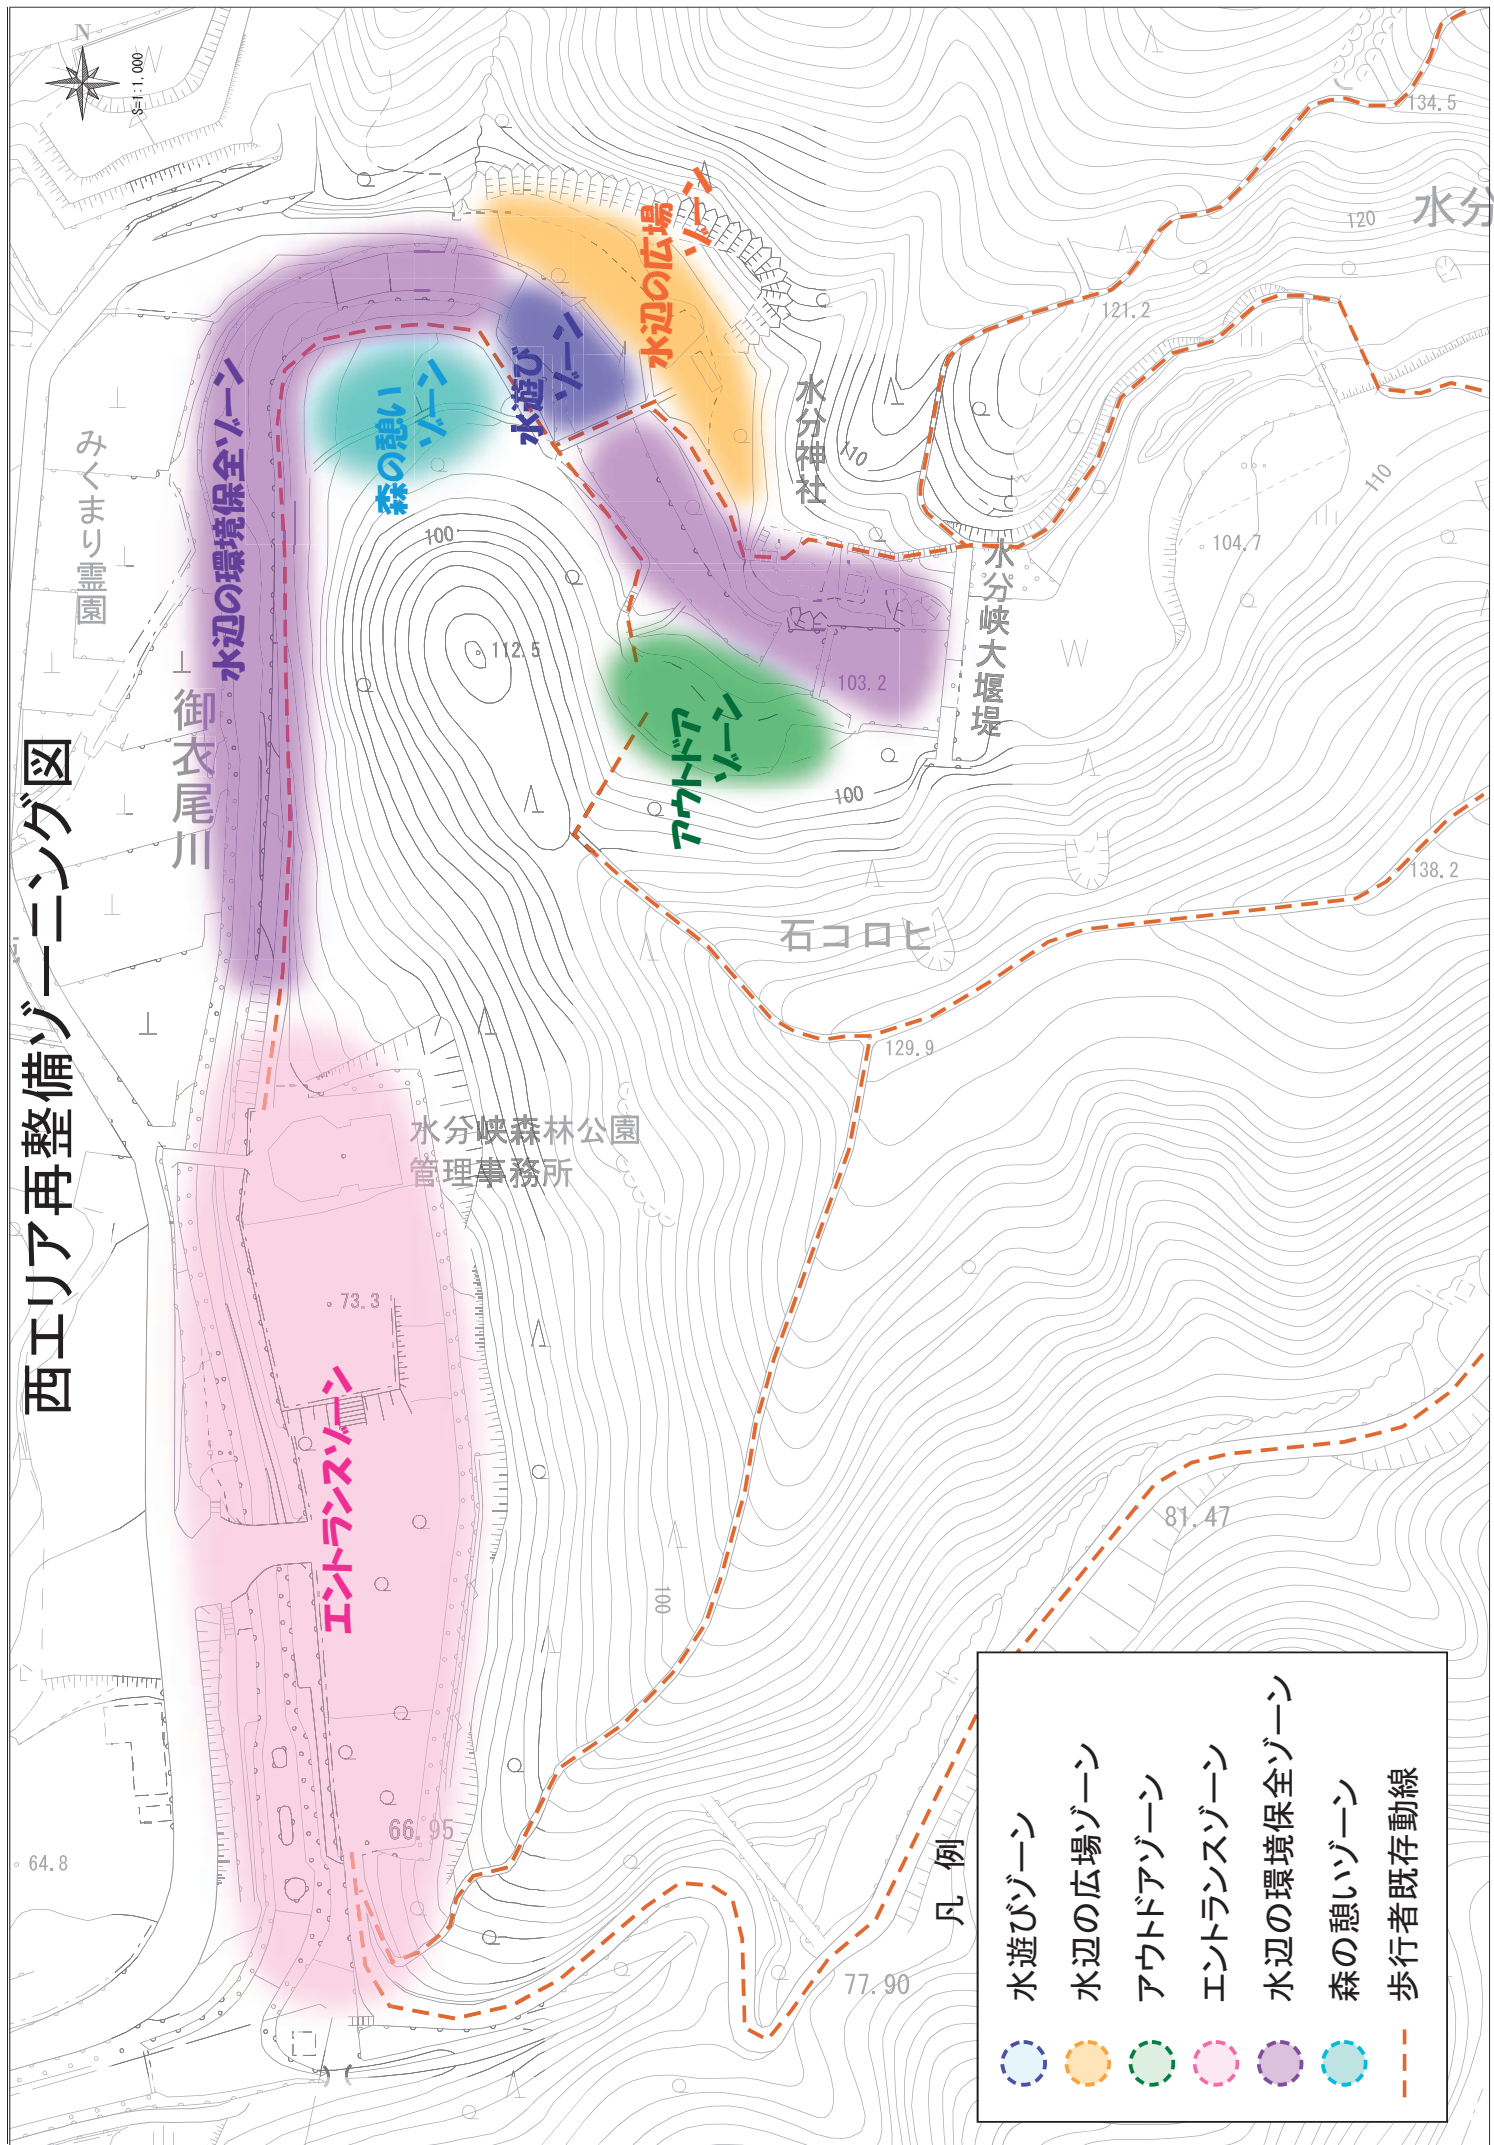 西エリア再整備ゾーニング図
N
S=1:1,000
みくまり霊園
御衣尾川
水辺の環境保全ゾーン
森の憩い
ゾーン
水遊び
ゾーン
水辺の広場
ゾーン
水分神社
水分峡大堰堤
アウトドア
ゾーン
石コロヒ
水分峡森林公園
管理事務所
エントランスゾーン
水分
134.5
120
121.2
110
110
104.7
100
112.5
103.2
100
138.2
129.9
73.3
81.47
100
66.95
64.8
77.90
凡 例
水遊びゾーン
水辺の広場ゾーン
アウトドアゾーン
エントランスゾーン
水辺の環境保全ゾーン
森の憩いゾーン
歩行者既存動線